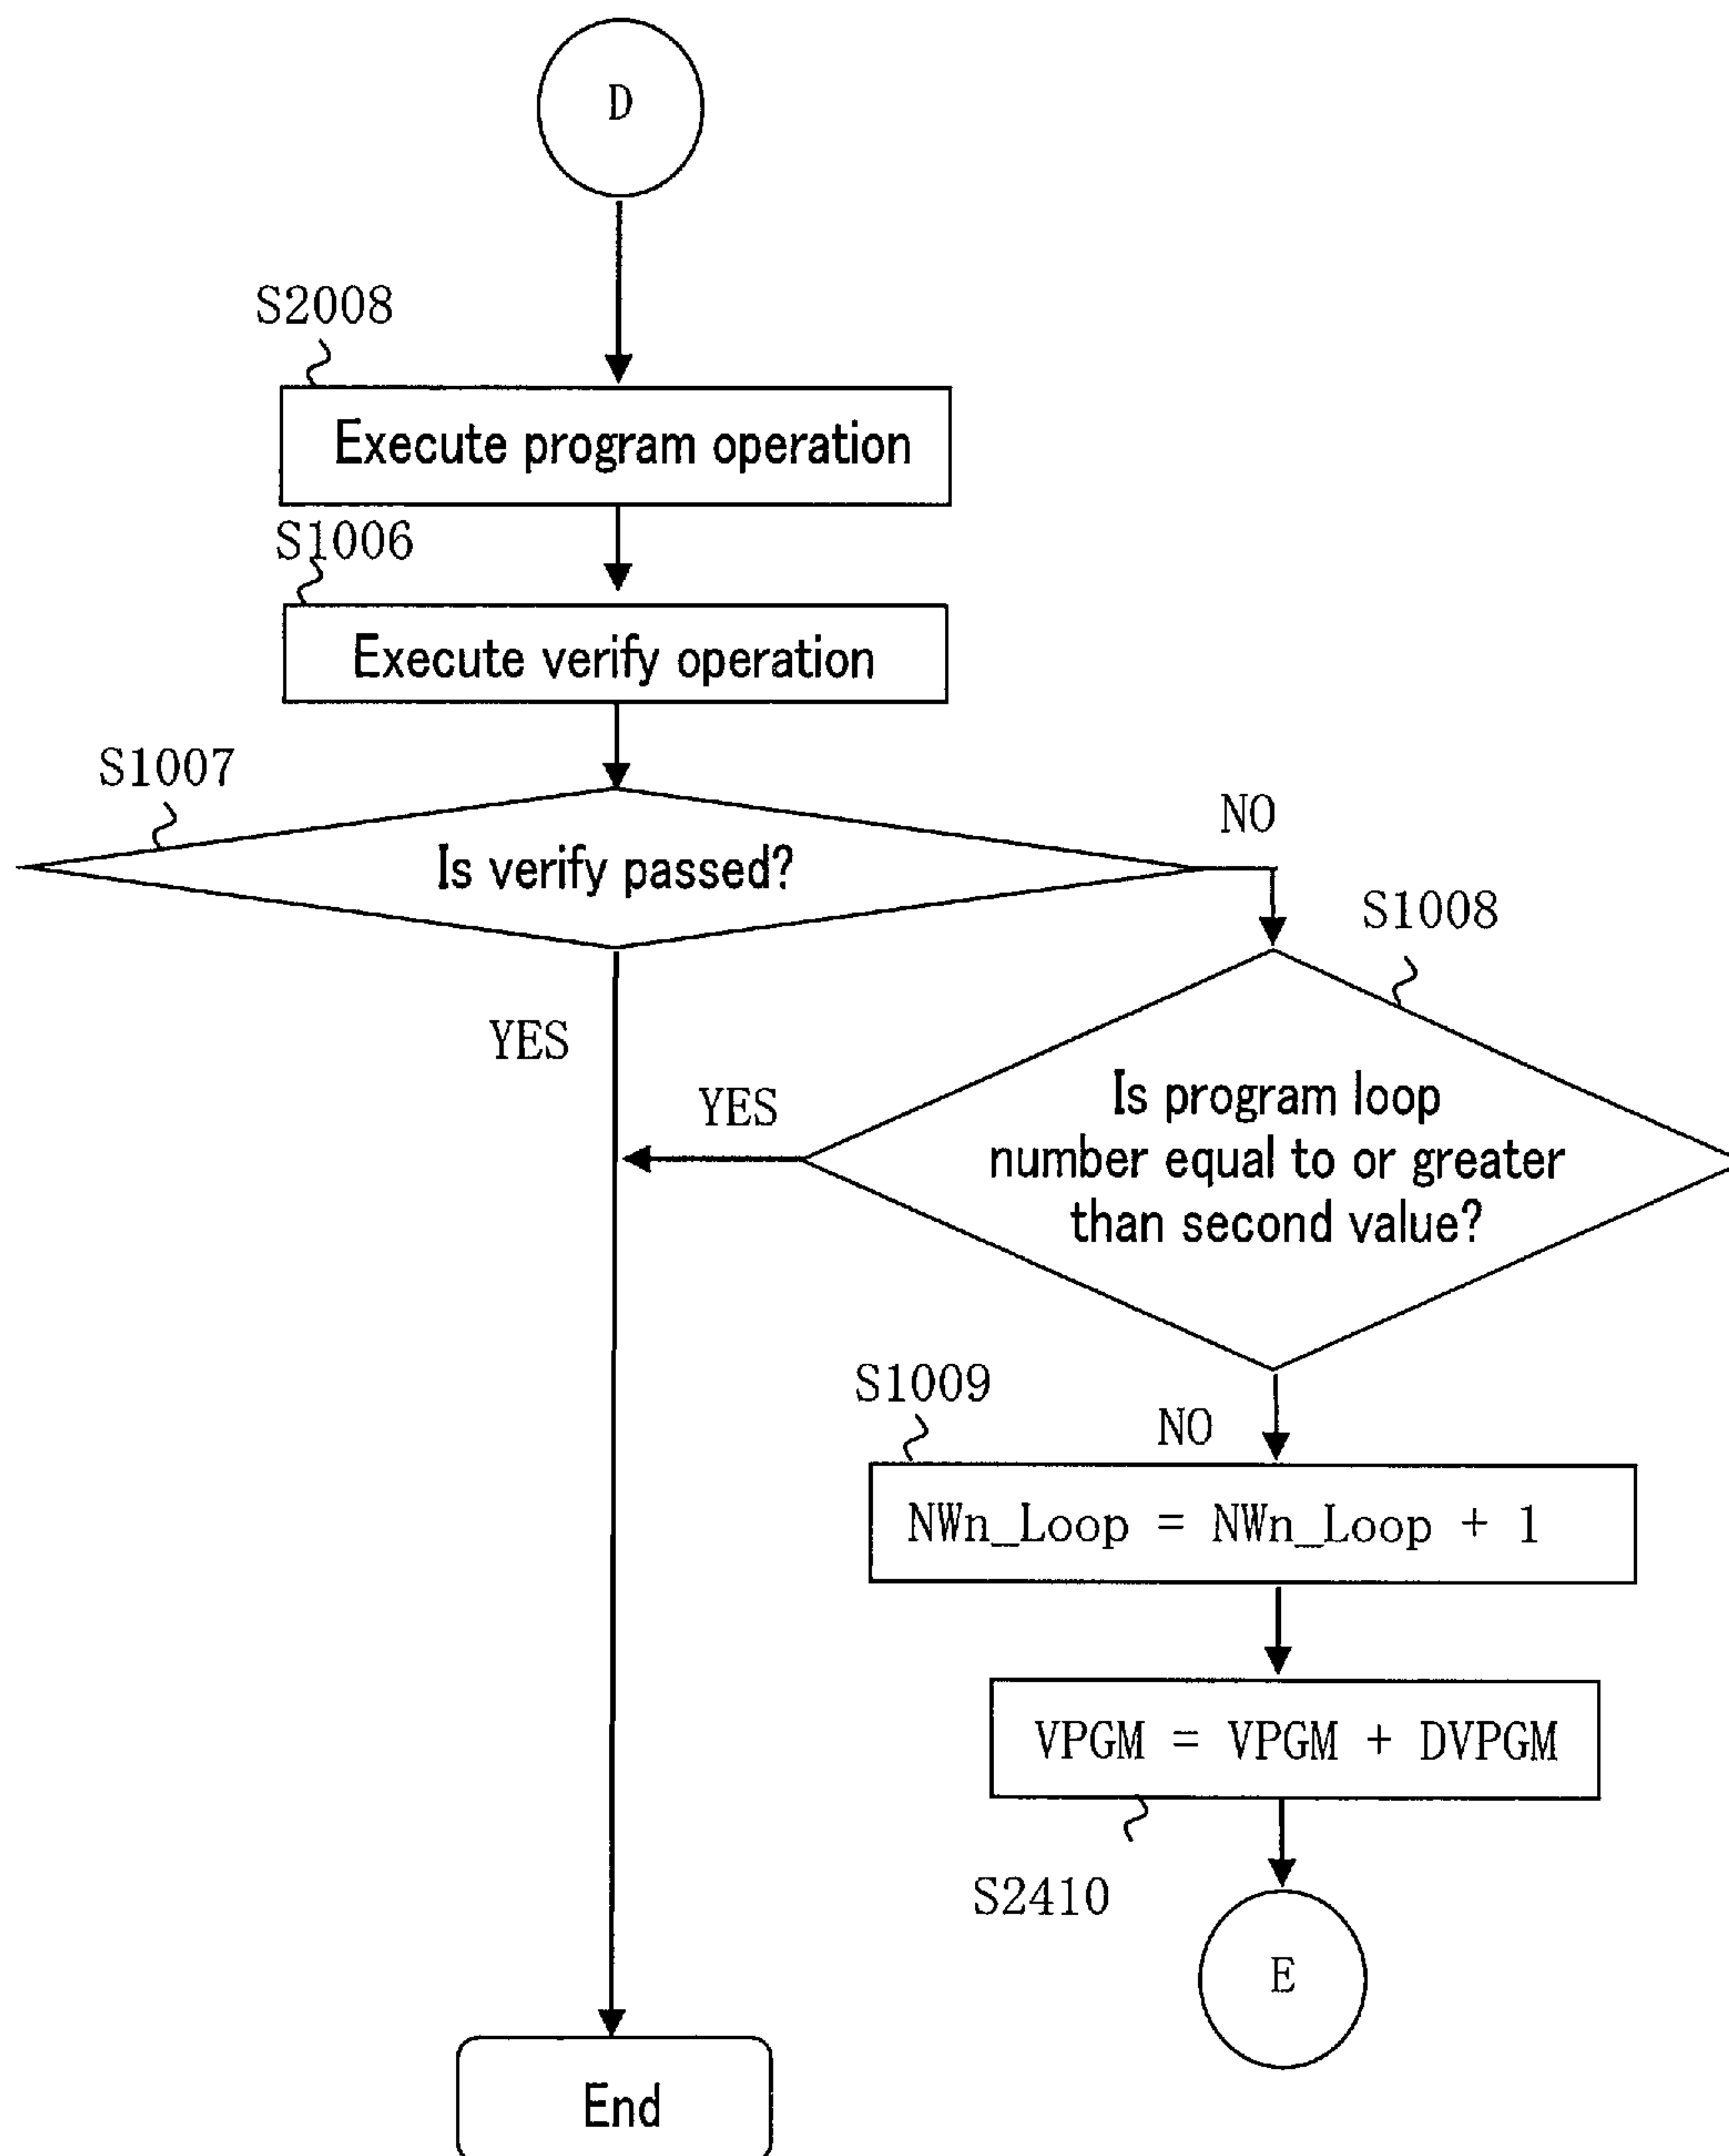 D
S2008
Execute program operation
S1006
Execute verify operation
S1007
NO
Is verify passed?
S1008
YES
YES
Is program loop
number equal to or greater
than second value?
S1009
NO
NWn_Loop = NWn_Loop + 1
VPGM = VPGM + DVPGM
S2410
E
End